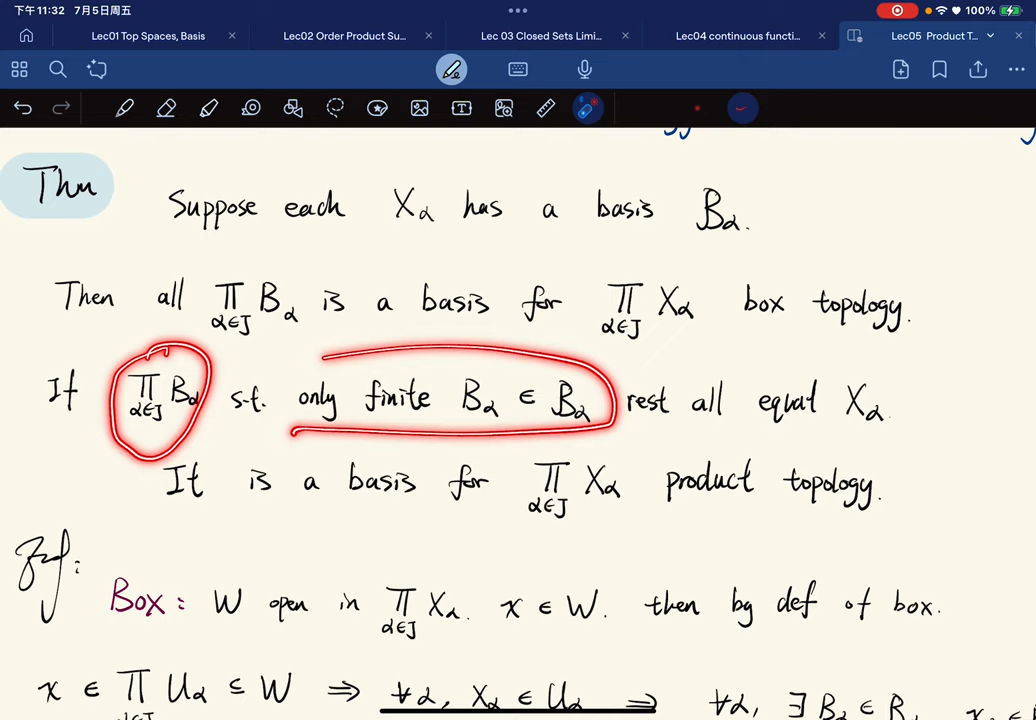 下午11:32 7月5日周五
100%
Lec01 Top Spaces, Basis
Lec02 Order Product Su...
Lec 03 Closed Sets Limi...
Lec04 continuous functi...
Lec05 Product T...
Thm
Suppose each Xα has a basis Bα.
Then all ∏α∈J Bα is a basis for ∏α∈J Xα box topology.
If ∏α∈J Bα s.t. only finite Bα ∈ Bα rest all equal Xα.
It is a basis for ∏α∈J Xα product topology.
Box: W open in ∏α∈J Xα. x ∈ W. then by def of box.
x ∈ ∏ Uα ⊆ W ⇒ ∀α, Xα ∈ Uα ⇒ ∀α, ∃ Bα ∈ Bα